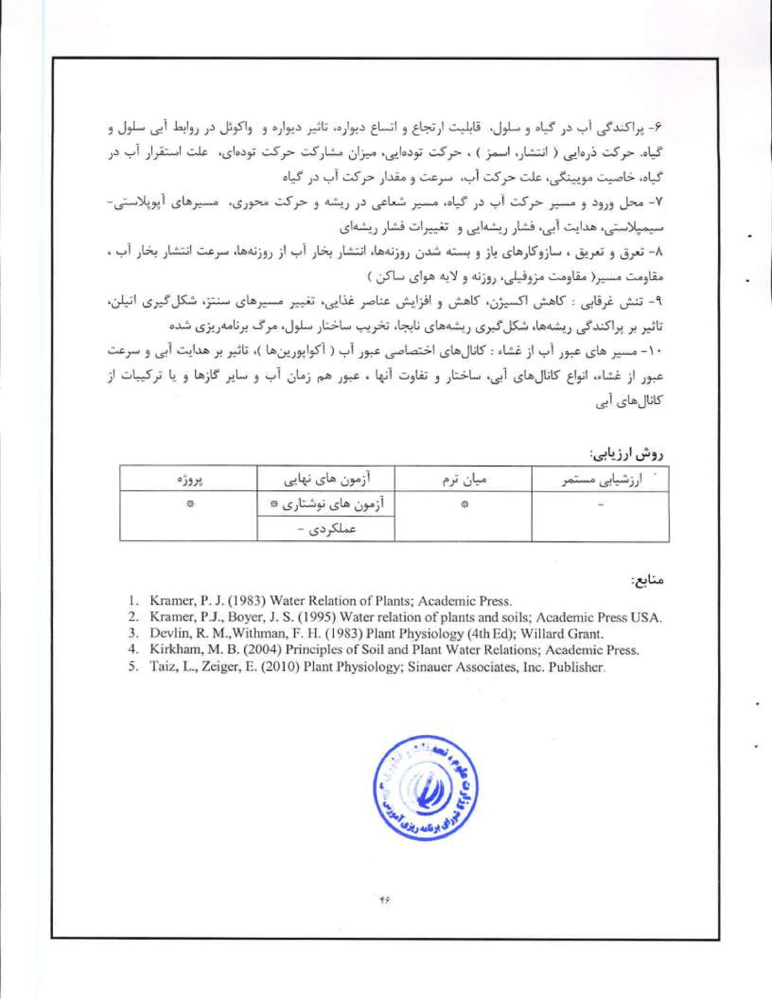 ۶- پراکندگی آب در گیاه و سلول، قابلیت ارتجاع و اتساع دیواره، تاثیر دیواره و واکوئل در روابط آبی سلول و
گیاه. حرکت ذره‌ایی ( انتشار، اسمز ) ، حرکت توده‌ایی، میزان مشارکت حرکت توده‌ای، علت استقرار آب در
گیاه، خاصیت مویینگی، علت حرکت آب، سرعت و مقدار حرکت آب در گیاه
۷- محل ورود و مسیر حرکت آب در گیاه، مسیر شعاعی در ریشه و حرکت محوری، مسیرهای آپوپلاستی-
سیمپلاستی، هدایت آبی، فشار ریشه‌ایی و تغییرات فشار ریشه‌ای
۸- تعرق و تعریق ، سازوکارهای باز و بسته شدن روزنه‌ها، انتشار بخار آب از روزنه‌ها، سرعت انتشار بخار آب ،
مقاومت مسیر( مقاومت مزوفیلی، روزنه و لایه هوای ساکن )
۹- تنش غرقابی : کاهش اکسیژن، کاهش و افزایش عناصر غذایی، تغییر مسیرهای سنتز، شکل‌گیری اتیلن،
تاثیر بر پراکندگی ریشه‌ها، شکل‌گیری ریشه‌های نابجا، تخریب ساختار سلول، مرگ برنامه‌ریزی شده
۱۰- مسیر های عبور آب از غشاء : کانال‌های اختصاصی عبور آب ( آکواپورین‌ها )، تاثیر بر هدایت آبی و سرعت
عبور از غشاء، انواع کانال‌های آبی، ساختار و تفاوت آنها ، عبور هم زمان آب و سایر گازها و یا ترکیبات از
کانال‌های آبی
روش ارزیابی:
ارزشیابی مستمر میان ترم آزمون های نهایی پروژه
- * آزمون های نوشتاری * *
عملکردی -
منابع:
1. Kramer, P. J. (1983) Water Relation of Plants; Academic Press.
2. Kramer, P.J., Boyer, J. S. (1995) Water relation of plants and soils; Academic Press USA.
3. Devlin, R. M.,Withman, F. H. (1983) Plant Physiology (4th Ed); Willard Grant.
4. Kirkham, M. B. (2004) Principles of Soil and Plant Water Relations; Academic Press.
5. Taiz, L., Zeiger, E. (2010) Plant Physiology; Sinauer Associates, Inc. Publisher.
وزارت علوم، تحقیقات و فناوری
شورای برنامه ریزی آموزش
۴۶